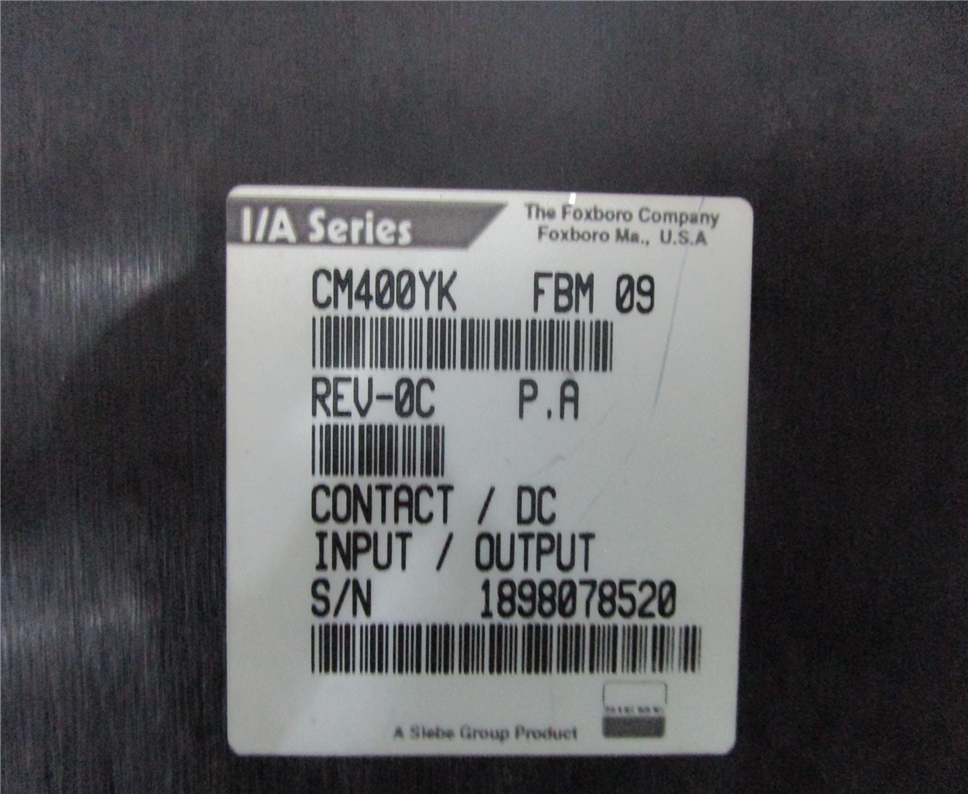 I/A Series
The Foxboro Company
Foxboro Ma., U.S.A
CM400YK FBM 09
REV-0C P.A
CONTACT / DC
INPUT / OUTPUT
S/N 1898078520
SIEBE
A Siebe Group Product